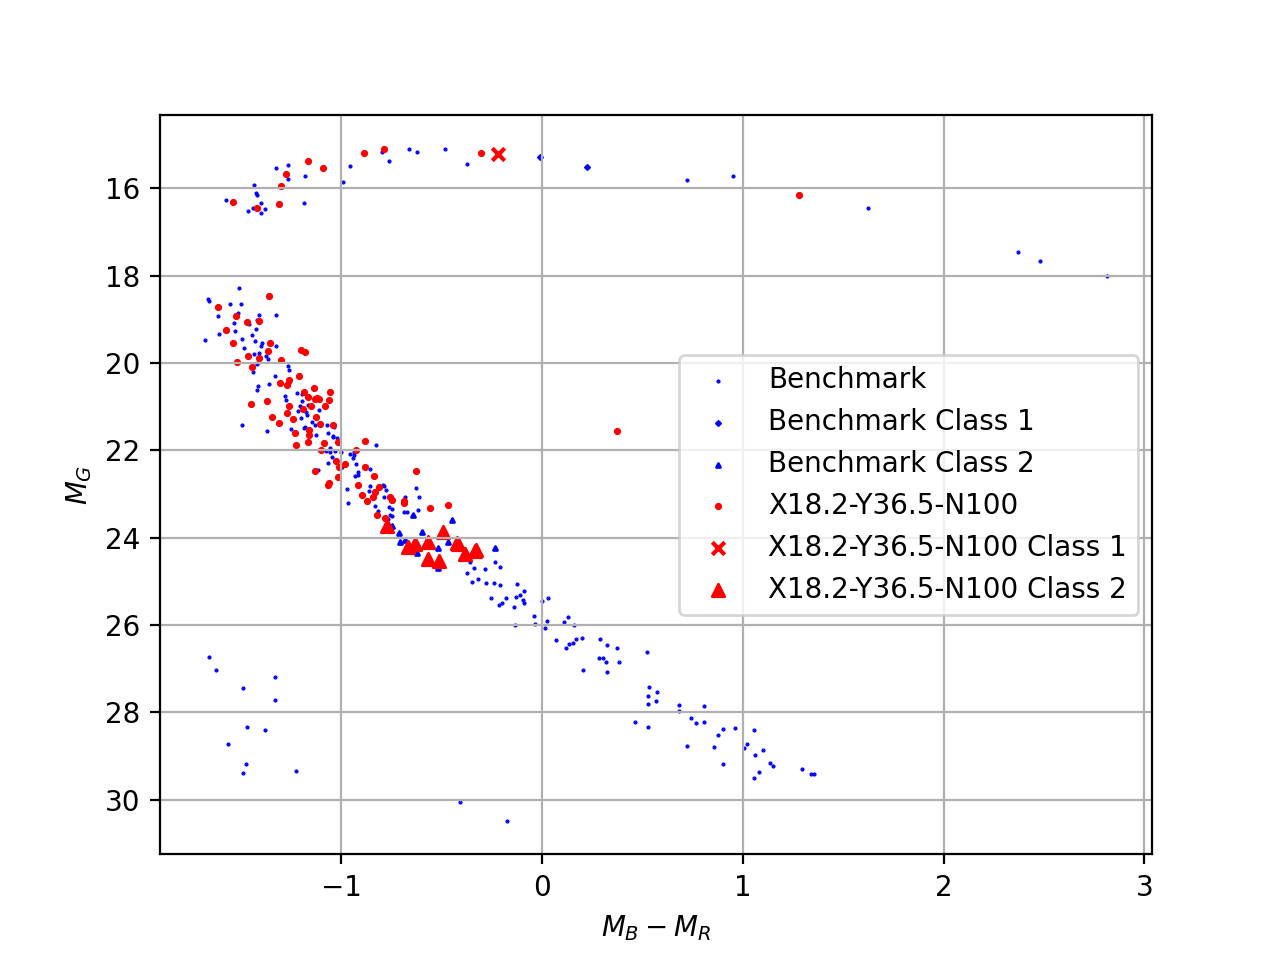 16
18
20
22
24
26
28
30
M_G
Benchmark
Benchmark Class 1
Benchmark Class 2
X18.2-Y36.5-N100
X18.2-Y36.5-N100 Class 1
X18.2-Y36.5-N100 Class 2
−1 0 1 2 3
M_B − M_R